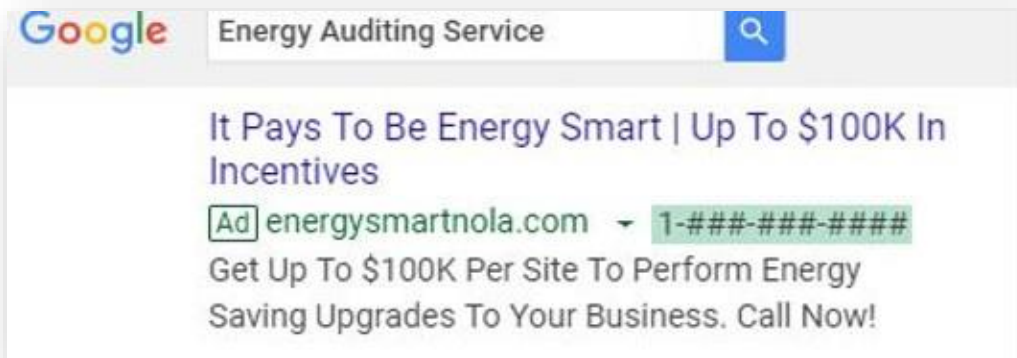 Google Energy Auditing Service
It Pays To Be Energy Smart | Up To $100K In
Incentives
Ad energysmartnola.com 1-###-###-####
Get Up To $100K Per Site To Perform Energy
Saving Upgrades To Your Business. Call Now!